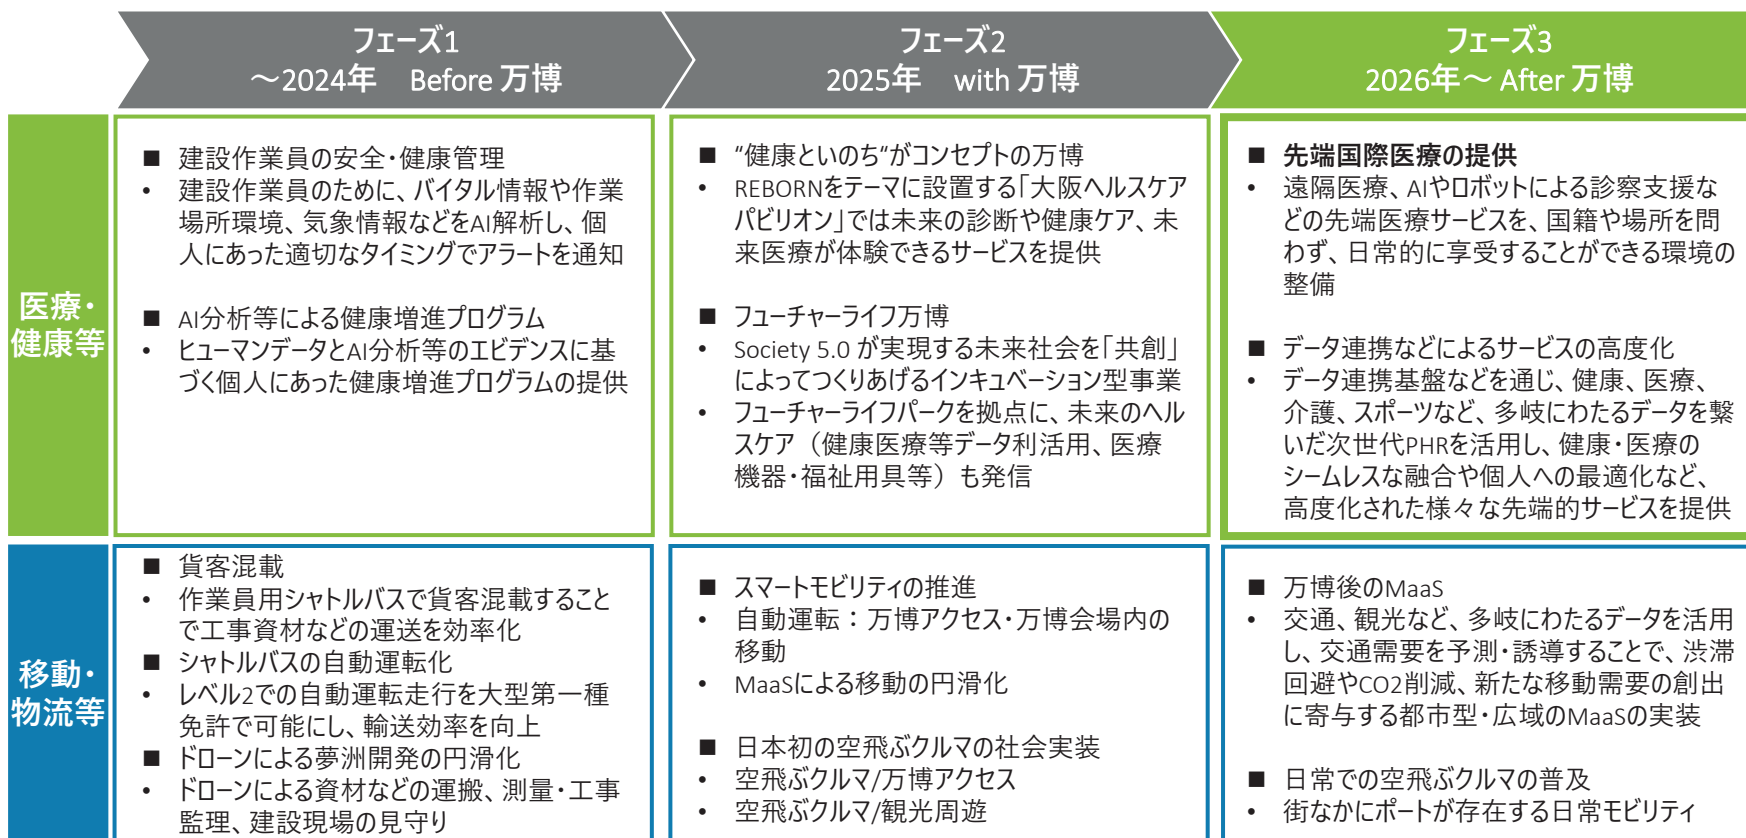 フェーズ1
～2024年　Before 万博
フェーズ2
2025年　with 万博
フェーズ3
2026年～ After 万博
医療・
健康等
■ 建設作業員の安全・健康管理
• 建設作業員のために、バイタル情報や作業
場所環境、気象情報などをAI解析し、個
人にあった適切なタイミングでアラートを通知
■ AI分析等による健康増進プログラム
• ヒューマンデータとAI分析等のエビデンスに基
づく個人にあった健康増進プログラムの提供
■ “健康といのち“がコンセプトの万博
• REBORNをテーマに設置する「大阪ヘルスケア
パビリオン」では未来の診断や健康ケア、未
来医療が体験できるサービスを提供
■ フューチャーライフ万博
• Society 5.0 が実現する未来社会を「共創」
によってつくりあげるインキュベーション型事業
• フューチャーライフパークを拠点に、未来のヘル
スケア（健康医療等データ利活用、医療
機器・福祉用具等）も発信
■ 先端国際医療の提供
• 遠隔医療、AIやロボットによる診察支援な
どの先端医療サービスを、国籍や場所を問
わず、日常的に享受することができる環境の
整備
■ データ連携などによるサービスの高度化
• データ連携基盤などを通じ、健康、医療、
介護、スポーツなど、多岐にわたるデータを繋
いだ次世代PHRを活用し、健康・医療の
シームレスな融合や個人への最適化など、
高度化された様々な先端的サービスを提供
移動・
物流等
■ 貨客混載
• 作業員用シャトルバスで貨客混載すること
で工事資材などの運送を効率化
■ シャトルバスの自動運転化
• レベル2での自動運転走行を大型第一種
免許で可能にし、輸送効率を向上
■ ドローンによる夢洲開発の円滑化
• ドローンによる資材などの運搬、測量・工事
監理、建設現場の見守り
■ スマートモビリティの推進
• 自動運転：万博アクセス・万博会場内の
移動
• MaaSによる移動の円滑化
■ 日本初の空飛ぶクルマの社会実装
• 空飛ぶクルマ/万博アクセス
• 空飛ぶクルマ/観光周遊
■ 万博後のMaaS
• 交通、観光など、多岐にわたるデータを活用
し、交通需要を予測・誘導することで、渋滞
回避やCO2削減、新たな移動需要の創出
に寄与する都市型・広域のMaaSの実装
■ 日常での空飛ぶクルマの普及
• 街なかにポートが存在する日常モビリティ